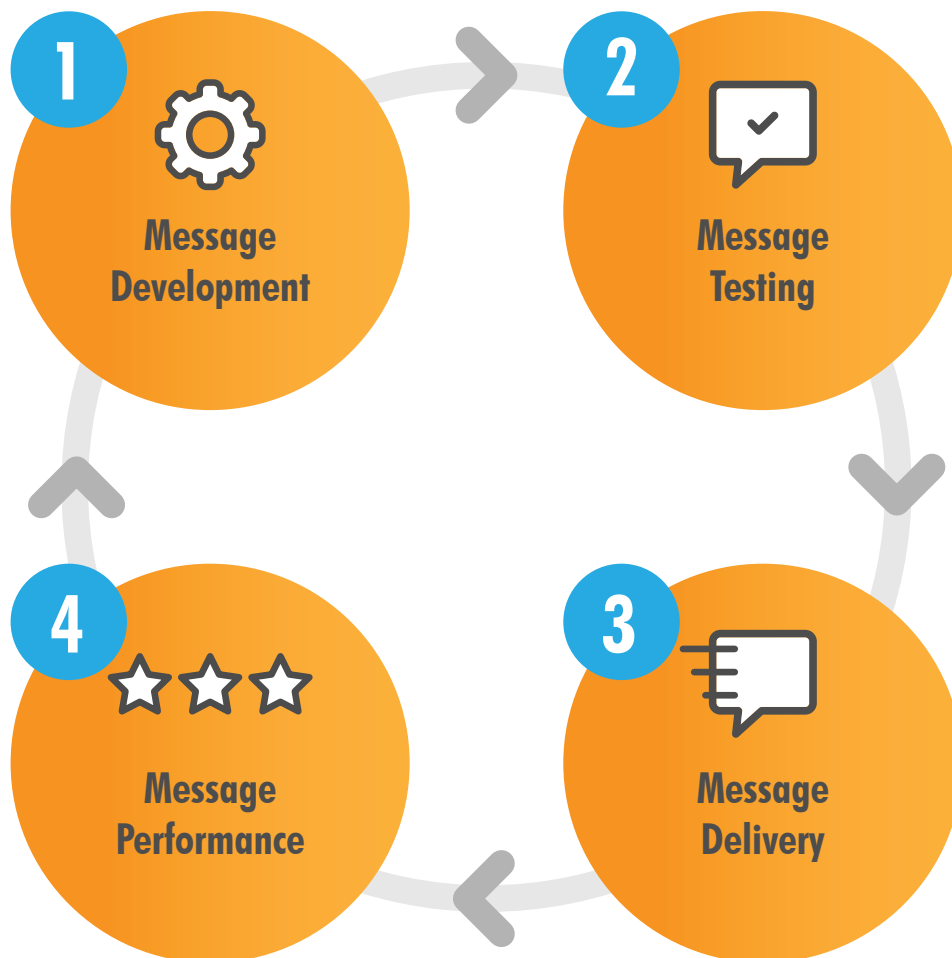 1
Message
Development
2
Message
Testing
3
Message
Delivery
4
Message
Performance